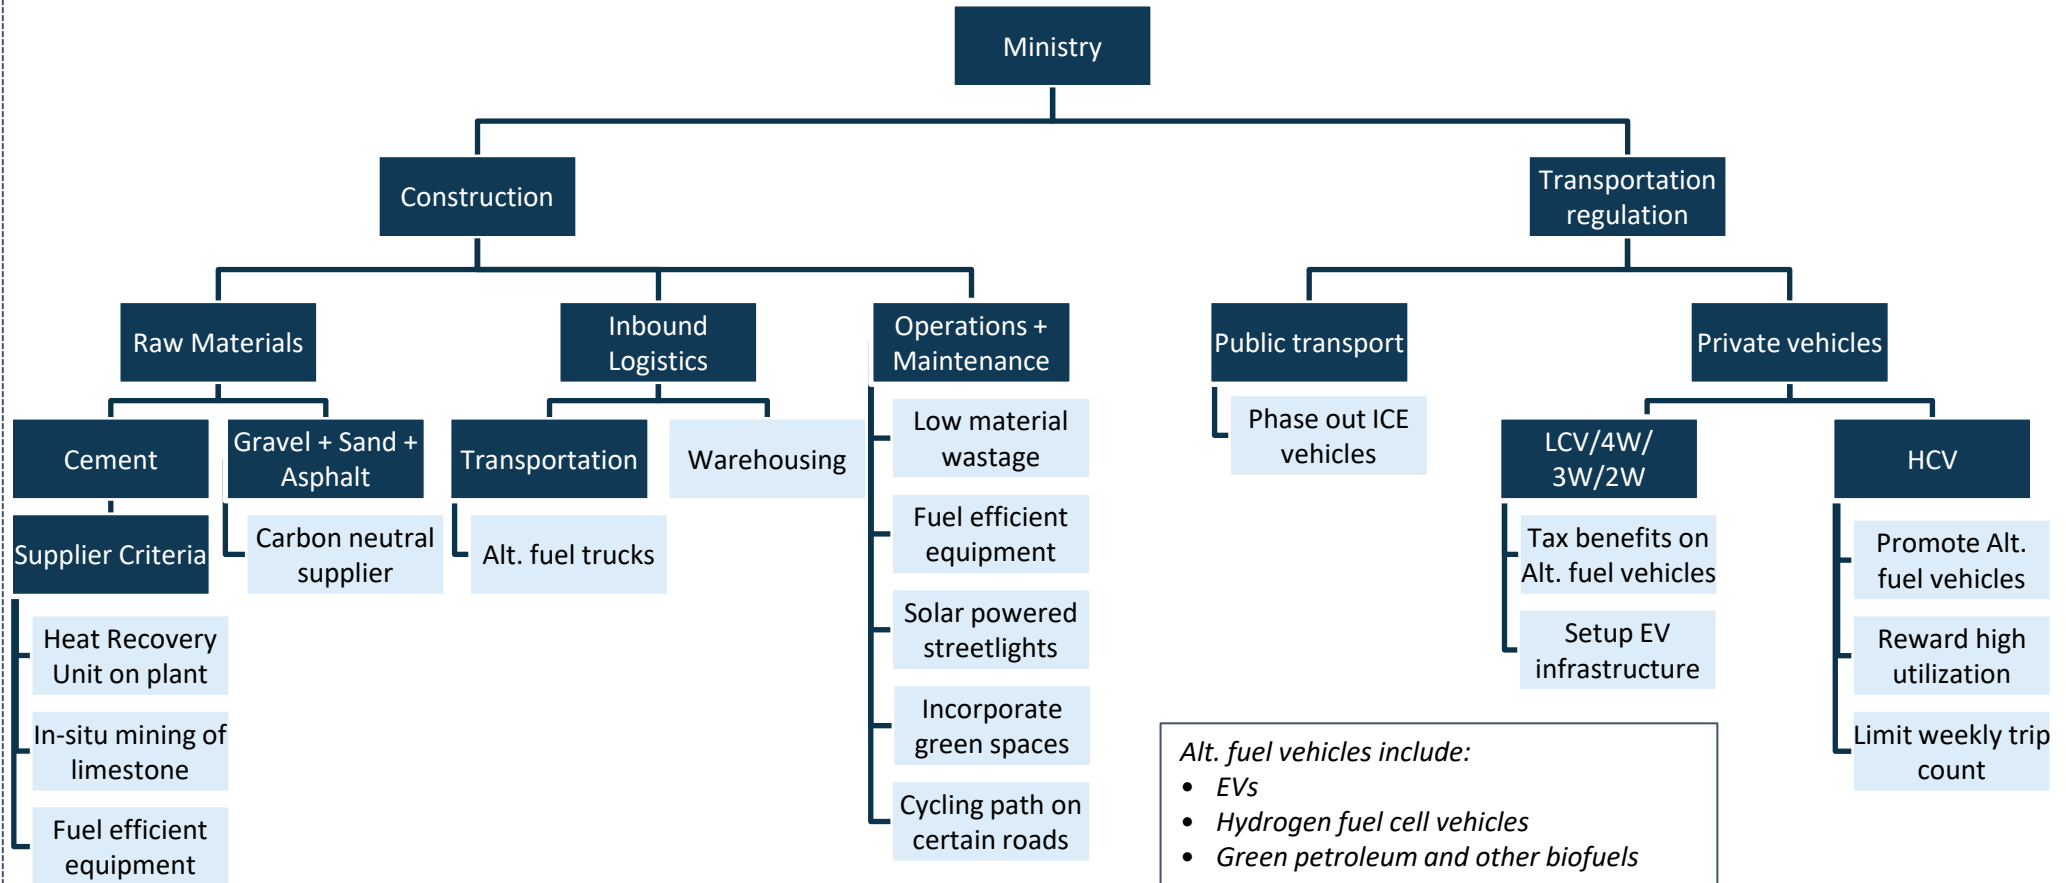 Ministry
Construction
Transportation
regulation
Raw Materials
Inbound
Logistics
Operations +
Maintenance
Public transport
Private vehicles
Cement
Gravel + Sand +
Asphalt
Transportation
Warehousing
Low material
wastage
Phase out ICE
vehicles
LCV/4W/
3W/2W
HCV
Supplier Criteria
Carbon neutral
supplier
Alt. fuel trucks
Fuel efficient
equipment
Tax benefits on
Alt. fuel vehicles
Promote Alt.
fuel vehicles
Heat Recovery
Unit on plant
Solar powered
streetlights
Setup EV
infrastructure
Reward high
utilization
In-situ mining of
limestone
Incorporate
green spaces
Limit weekly trip
count
Fuel efficient
equipment
Cycling path on
certain roads
Alt. fuel vehicles include:
• EVs
• Hydrogen fuel cell vehicles
• Green petroleum and other biofuels